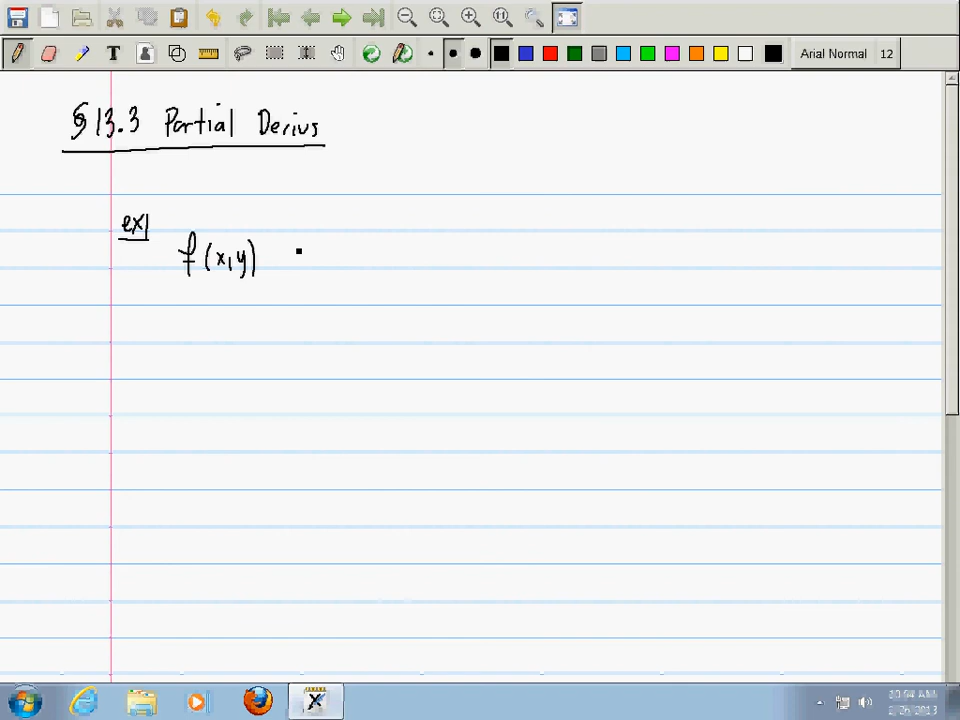 Arial Normal 12
§13.3 Partial Derivs
ex1
f(x,y)